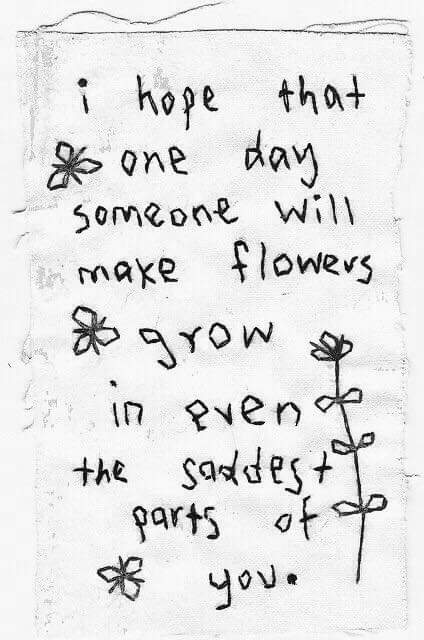 i hope that
one day
someone will
make flowers
grow
in even
the saddest
parts of
you.